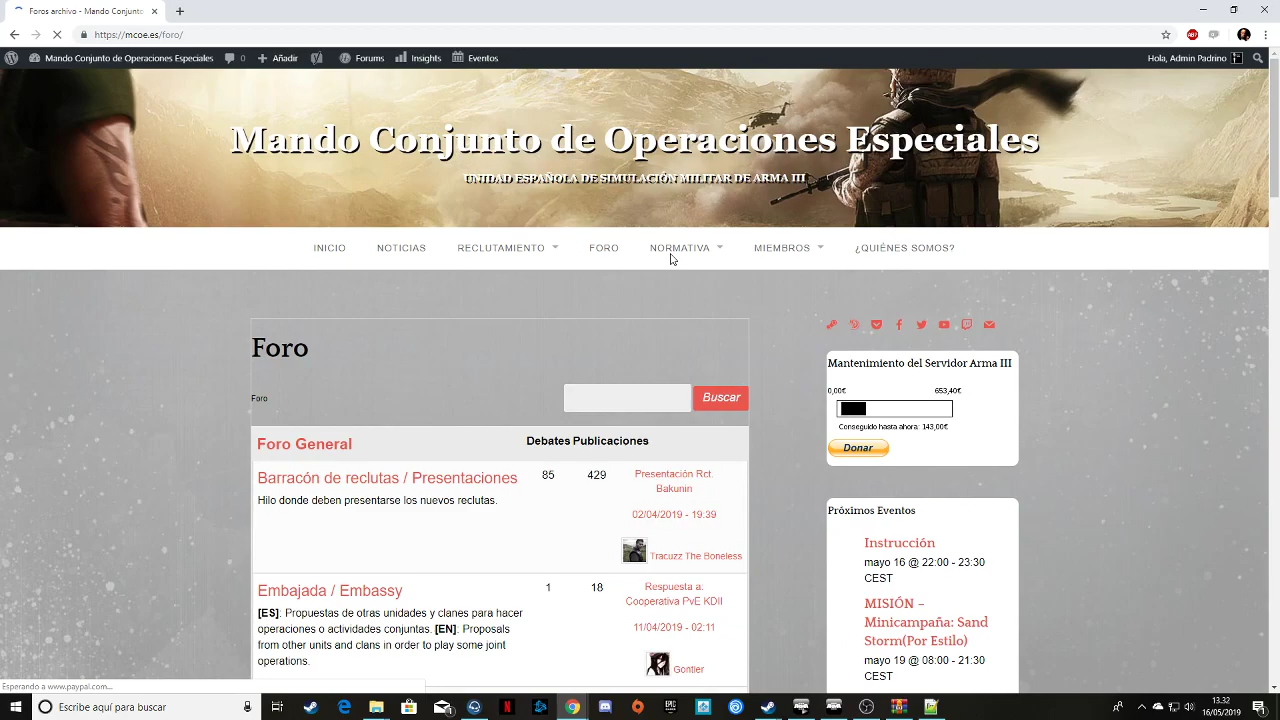 Foros archivo - Mando Conjunto
https://mcoe.es/foro/
Mando Conjunto de Operaciones Especiales 0 Añadir Forums Insights Eventos Hola, Admin Padrino
Mando Conjunto de Operaciones Especiales
UNIDAD ESPAÑOLA DE SIMULACIÓN MILITAR DE ARMA III
INICIO NOTICIAS RECLUTAMIENTO FORO NORMATIVA MIEMBROS ¿QUIÉNES SOMOS?
Foro
Foro
Buscar
Foro General Debates Publicaciones
Barracón de reclutas / Presentaciones 85 429 Presentación Rct.
Bakunin
Hilo donde deben presentarse los nuevos reclutas.
02/04/2019 - 19:39
Tracuzz The Boneless
Embajada / Embassy 1 18 Respuesta a:
Cooperativa PvE KDII
[ES]: Propuestas de otras unidades y clanes para hacer
operaciones o actividades conjuntas. [EN]: Proposals
from other units and clans in order to play some joint
operations.
11/04/2019 - 02:11
Gontier
Mantenimiento del Servidor Arma III
0,00€ 653,40€
Conseguido hasta ahora: 143,00€
Donar
Próximos Eventos
Instrucción
mayo 16 @ 22:00 - 23:30
CEST
MISIÓN –
Minicampaña: Sand
Storm(Por Estilo)
mayo 19 @ 08:00 - 21:30
CEST
Esperando a www.paypal.com...
Escribe aquí para buscar
13:32
16/05/2019